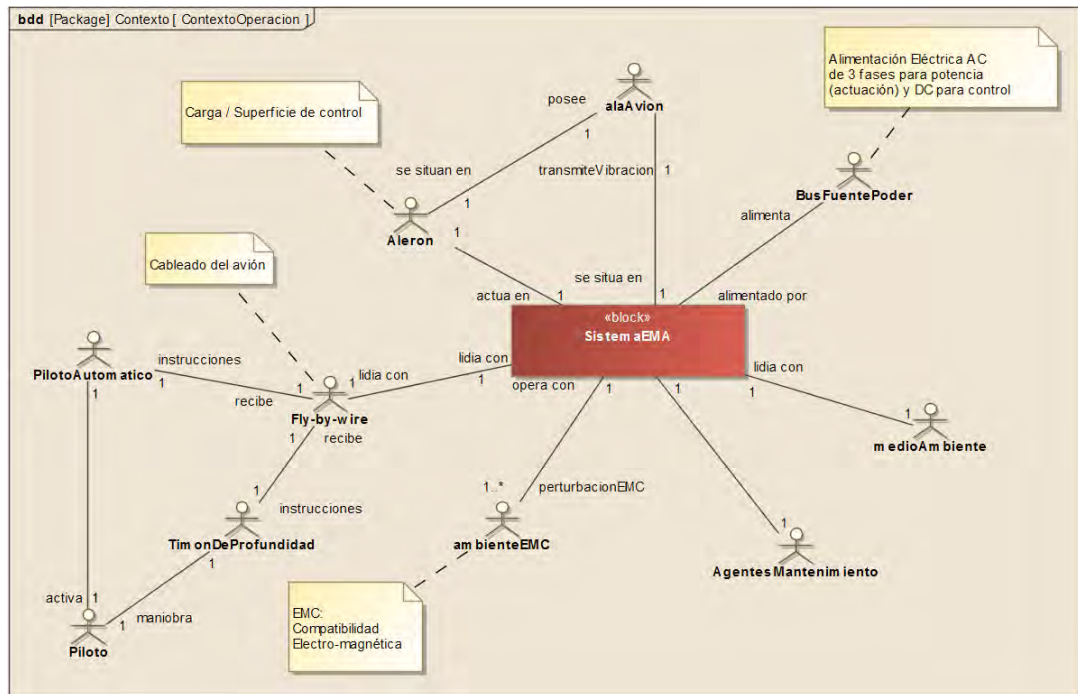 bdd [Package] Contexto [ ContextoOperacion ]
Alimentación Eléctrica AC
de 3 fases para potencia
(actuación) y DC para control
Carga / Superficie de control
posee
alaAvion
1
se situan en
transmiteVibracion
1
BusFuentePoder
1
1
alimenta
1
Aleron
1
Cableado del avión
se situa en
actua en
1
1
alimentado por
«block»
SistemaEMA
PilotoAutomatico
instrucciones
lidia con
lidia con
1
1
1
1
lidia con
1
opera con
1
1
1
recibe
Fly-by-wire
1
medioAmbiente
1
recibe
1
instrucciones
1..*
perturbacionEMC
TimonDeProfundidad
1
ambienteEMC
1
AgentesMantenimiento
activa
1
maniobra
1
Piloto
EMC:
Compatibilidad
Electro-magnética